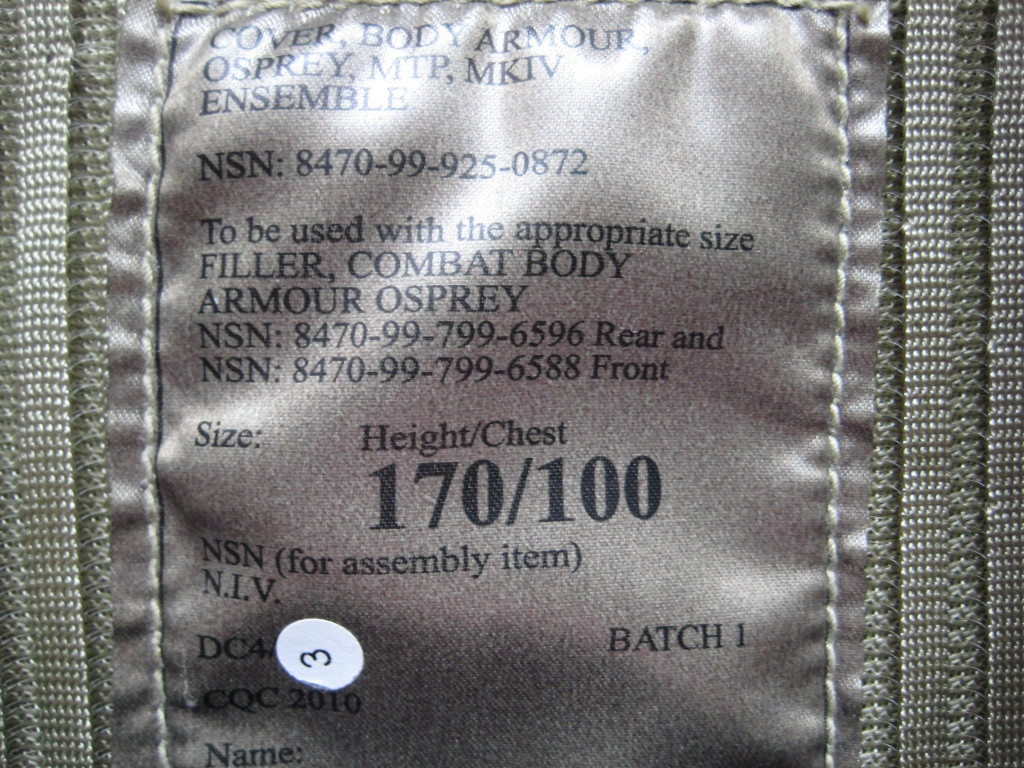 COVER, BODY ARMOUR,
OSPREY, MTP, MKIV
ENSEMBLE
NSN: 8470-99-925-0872
To be used with the appropriate size
FILLER, COMBAT BODY
ARMOUR OSPREY
NSN: 8470-99-799-6596 Rear and
NSN: 8470-99-799-6588 Front
Size: Height/Chest
170/100
NSN (for assembly item)
N.I.V.
BATCH 1
3
CQC 2010
Name: